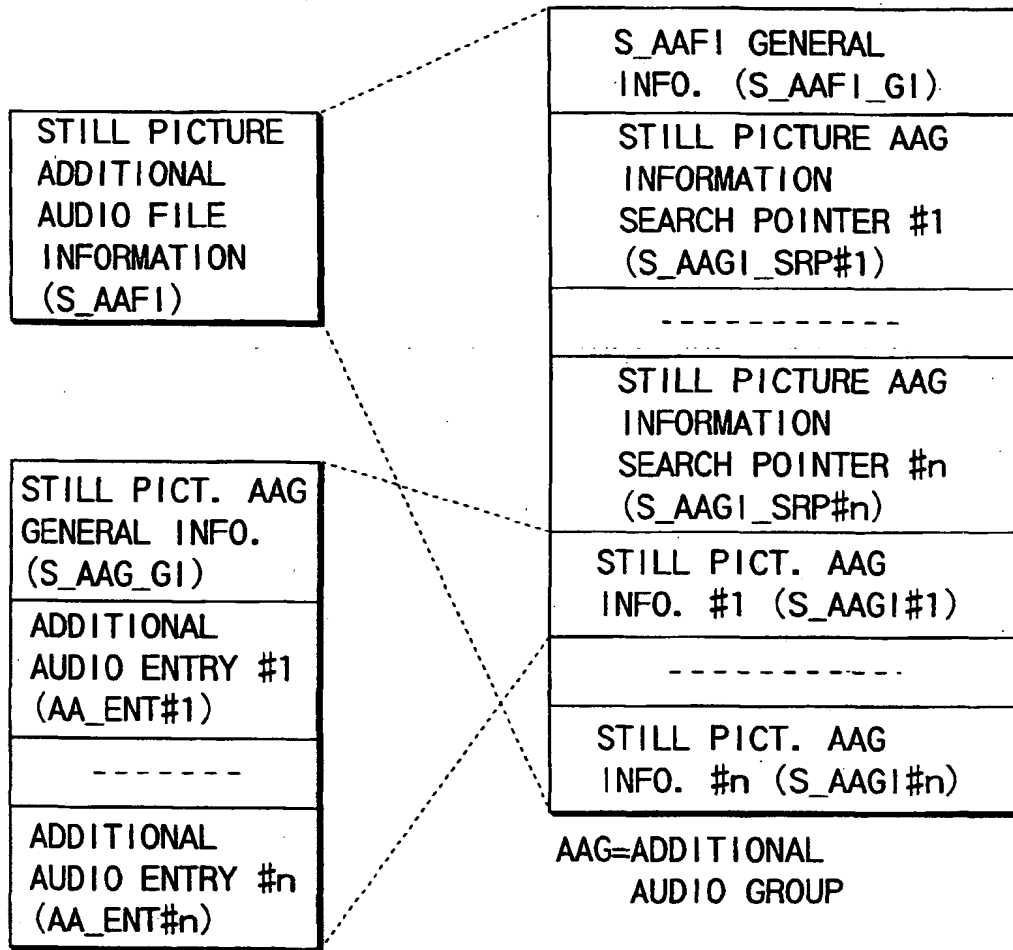 STILL PICTURE
ADDITIONAL
AUDIO FILE
INFORMATION
(S_AAFI)
S_AAFI GENERAL
INFO. (S_AAFI_GI)
STILL PICTURE AAG
INFORMATION
SEARCH POINTER #1
(S_AAGI_SRP#1)
-----------
STILL PICTURE AAG
INFORMATION
SEARCH POINTER #n
(S_AAGI_SRP#n)
STILL PICT. AAG
INFO. #1 (S_AAGI#1)
-----------
STILL PICT. AAG
INFO. #n (S_AAGI#n)
AAG=ADDITIONAL
AUDIO GROUP
STILL PICT. AAG
GENERAL INFO.
(S_AAG_GI)
ADDITIONAL
AUDIO ENTRY #1
(AA_ENT#1)
-------
ADDITIONAL
AUDIO ENTRY #n
(AA_ENT#n)